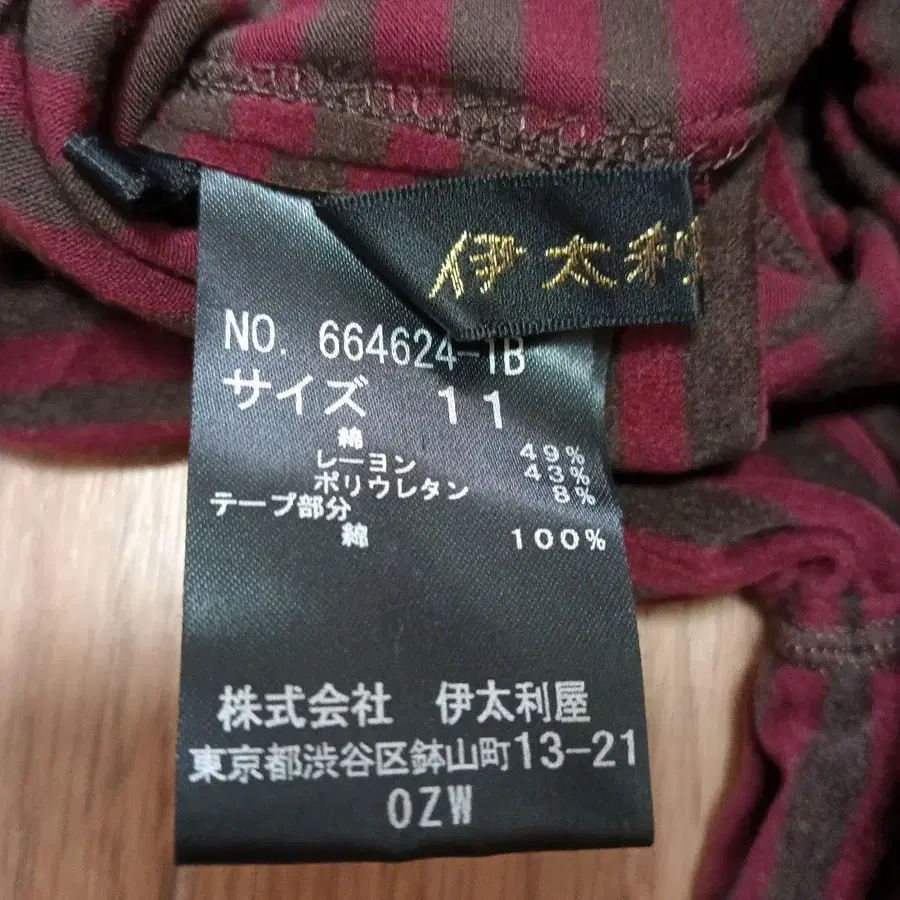 伊太利
NO. 664624-1B
サイズ 11
綿 49%
レーヨン 43%
ポリウレタン 8%
テープ部分
綿 100%
株式会社 伊太利屋
東京都渋谷区鉢山町13-21
OZW